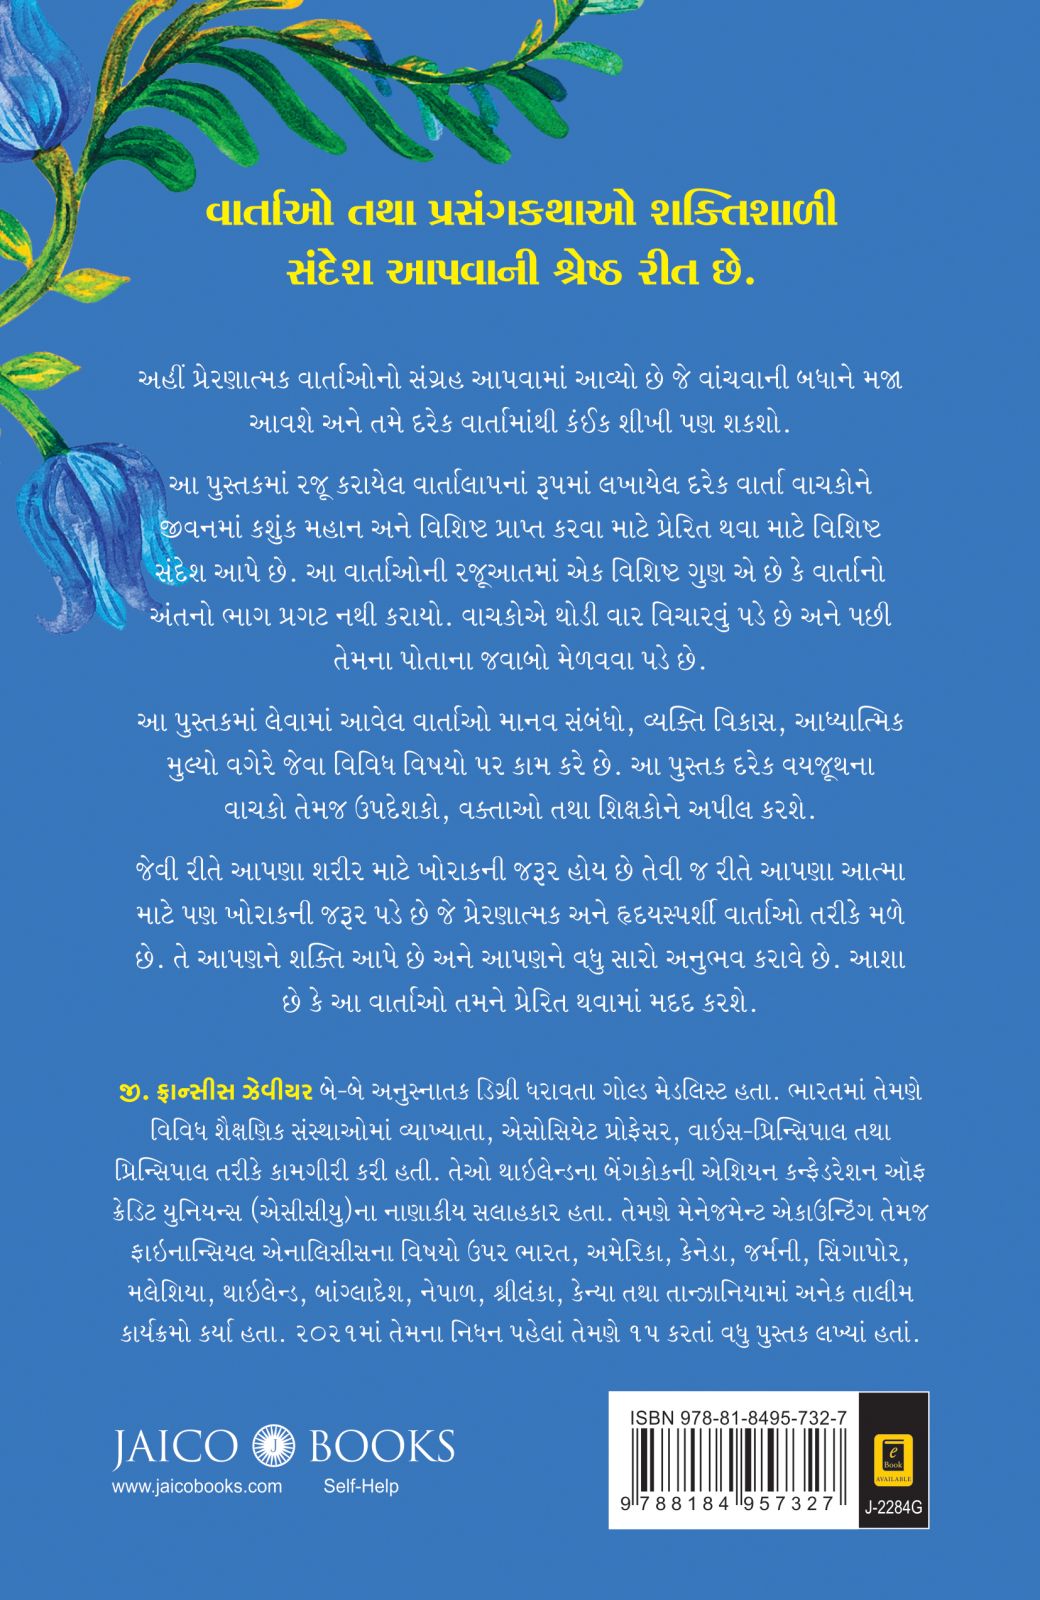 વાર્તાઓ તથા પ્રસંગકથાઓ શક્તિશાળી
સંદેશ આપવાની શ્રેષ્ઠ રીત છે.
અહીં પ્રેરણાત્મક વાર્તાઓનો સંગ્રહ આપવામાં આવ્યો છે જે વાંચવાની બધાને મજા
આવશે અને તમે દરેક વાર્તામાંથી કંઈક શીખી પણ શકશો.
આ પુસ્તકમાં રજૂ કરાયેલ વાર્તાલાપનાં રૂપમાં લખાયેલ દરેક વાર્તા વાચકોને
જીવનમાં કશુંક મહાન અને વિશિષ્ટ પ્રાપ્ત કરવા માટે પ્રેરિત થવા માટે વિશિષ્ટ
સંદેશ આપે છે. આ વાર્તાઓની રજૂઆતમાં એક વિશિષ્ટ ગુણ એ છે કે વાર્તાનો
અંતનો ભાગ પ્રગટ નથી કરાયો. વાચકોએ થોડી વાર વિચારવું પડે છે અને પછી
તેમના પોતાના જવાબો મેળવવા પડે છે.
આ પુસ્તકમાં લેવામાં આવેલ વાર્તાઓ માનવ સંબંધો, વ્યક્તિ વિકાસ, આધ્યાત્મિક
મુલ્યો વગેરે જેવા વિવિધ વિષયો પર કામ કરે છે. આ પુસ્તક દરેક વયજૂથના
વાચકો તેમજ ઉપદેશકો, વક્તાઓ તથા શિક્ષકોને અપીલ કરશે.
જેવી રીતે આપણા શરીર માટે ખોરાકની જરૂર હોય છે તેવી જ રીતે આપણા આત્મા
માટે પણ ખોરાકની જરૂર પડે છે જે પ્રેરણાત્મક અને હૃદયસ્પર્શી વાર્તાઓ તરીકે મળે
છે. તે આપણને શક્તિ આપે છે અને આપણને વધુ સારો અનુભવ કરાવે છે. આશા
છે કે આ વાર્તાઓ તમને પ્રેરિત થવામાં મદદ કરશે.
જી. ફ્રાન્સીસ ઝેવીયર બે-બે અનુસ્નાતક ડિગ્રી ધરાવતા ગોલ્ડ મેડલિસ્ટ હતા. ભારતમાં તેમણે
વિવિધ શૈક્ષણિક સંસ્થાઓમાં વ્યાખ્યાતા, એસોસિયેટ પ્રોફેસર, વાઇસ-પ્રિન્સિપાલ તથા
પ્રિન્સિપાલ તરીકે કામગીરી કરી હતી. તેઓ થાઇલેન્ડના બેંગકોકની એશિયન કન્ફેડરેશન ઑફ
ક્રેડિટ યુનિયન્સ (એસીસીયુ)ના નાણાકીય સલાહકાર હતા. તેમણે મેનેજમેન્ટ એકાઉન્ટિંગ તેમજ
ફાઇનાન્સિયલ એનાલિસીસના વિષયો ઉપર ભારત, અમેરિકા, કેનેડા, જર્મની, સિંગાપોર,
મલેશિયા, થાઇલેન્ડ, બાંગ્લાદેશ, નેપાળ, શ્રીલંકા, કેન્યા તથા તાન્ઝાનિયામાં અનેક તાલીમ
કાર્યક્રમો કર્યા હતા. ૨૦૨૧માં તેમના નિધન પહેલાં તેમણે ૧૫ કરતાં વધુ પુસ્તક લખ્યાં હતાં.
JAICO J BOOKS
www.jaicobooks.com Self-Help
ISBN 978-81-8495-732-7
9 788184 957327
e
Book
AVAILABLE
J-2284G